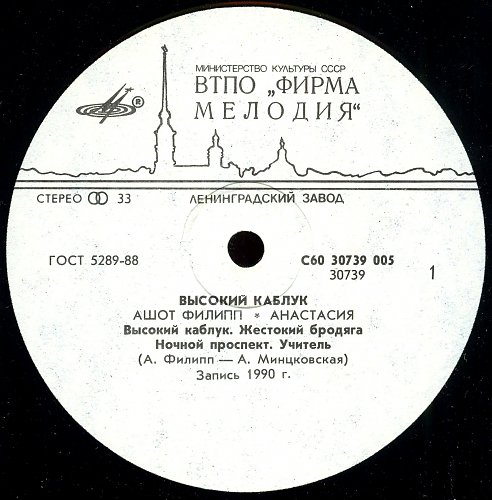 МИНИСТЕРСТВО КУЛЬТУРЫ СССР
ВТПО „ФИРМА
МЕЛОДИЯ“
®
СТЕРЕО 33
ЛЕНИНГРАДСКИЙ ЗАВОД
ГОСТ 5289-88
С60 30739 005
30739
1
ВЫСОКИЙ КАБЛУК
АШОТ ФИЛИПП * АНАСТАСИЯ
Высокий каблук. Жестокий бродяга
Ночной проспект. Учитель
(А. Филипп — А. Минцковская)
Запись 1990 г.